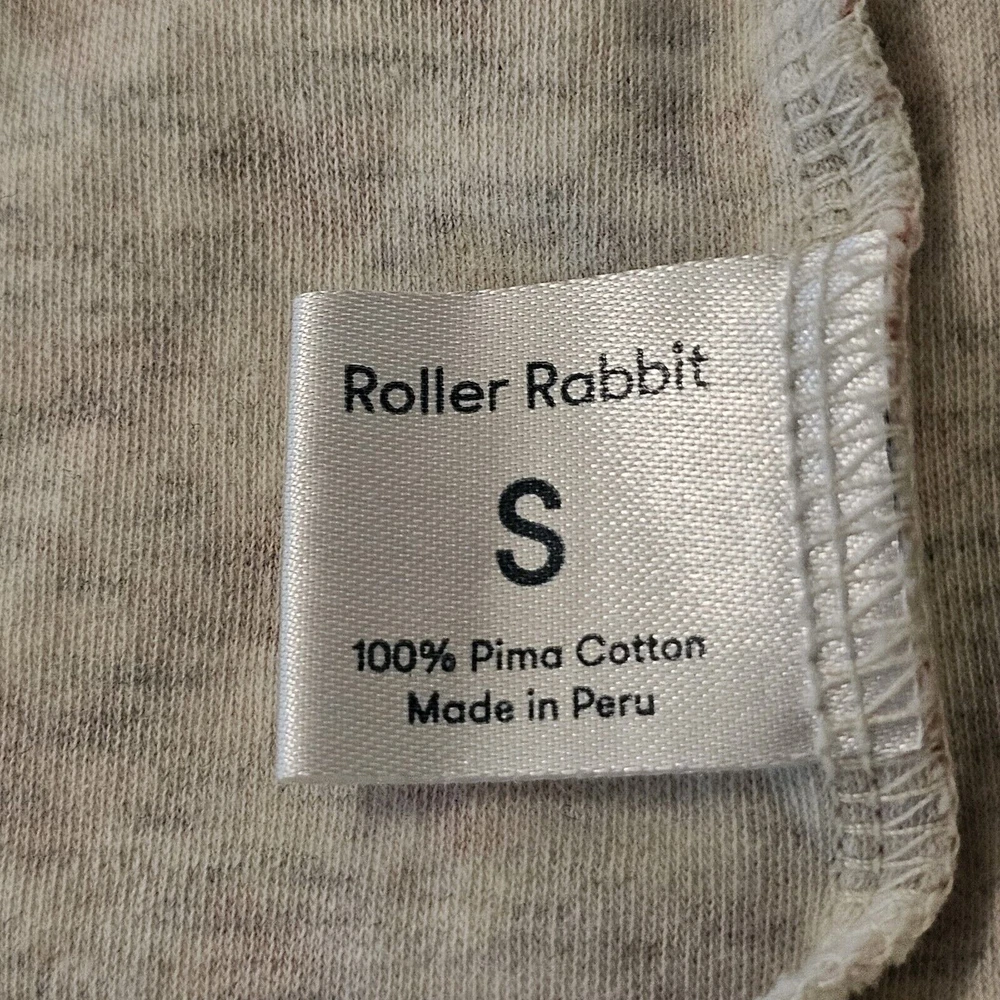 Roller Rabbit
S
100% Pima Cotton
Made in Peru